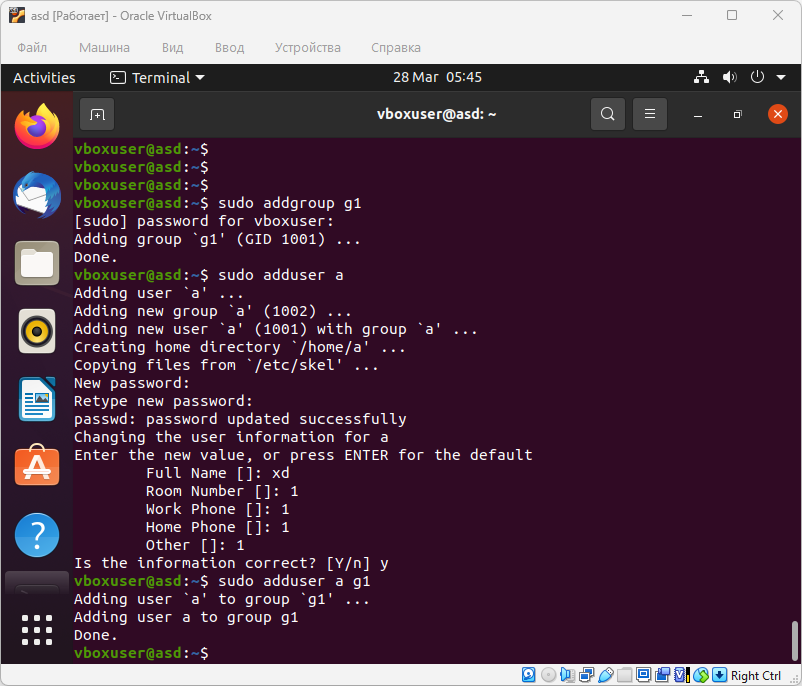 asd [Работает] - Oracle VirtualBox
Файл Машина Вид Ввод Устройства Справка
Activities Terminal 28 Mar 05:45
vboxuser@asd: ~
vboxuser@asd:~$
vboxuser@asd:~$
vboxuser@asd:~$
vboxuser@asd:~$ sudo addgroup g1
[sudo] password for vboxuser:
Adding group `g1' (GID 1001) ...
Done.
vboxuser@asd:~$ sudo adduser a
Adding user `a' ...
Adding new group `a' (1002) ...
Adding new user `a' (1001) with group `a' ...
Creating home directory `/home/a' ...
Copying files from `/etc/skel' ...
New password:
Retype new password:
passwd: password updated successfully
Changing the user information for a
Enter the new value, or press ENTER for the default
Full Name []: xd
Room Number []: 1
Work Phone []: 1
Home Phone []: 1
Other []: 1
Is the information correct? [Y/n] y
vboxuser@asd:~$ sudo adduser a g1
Adding user `a' to group `g1' ...
Adding user a to group g1
Done.
vboxuser@asd:~$
Right Ctrl